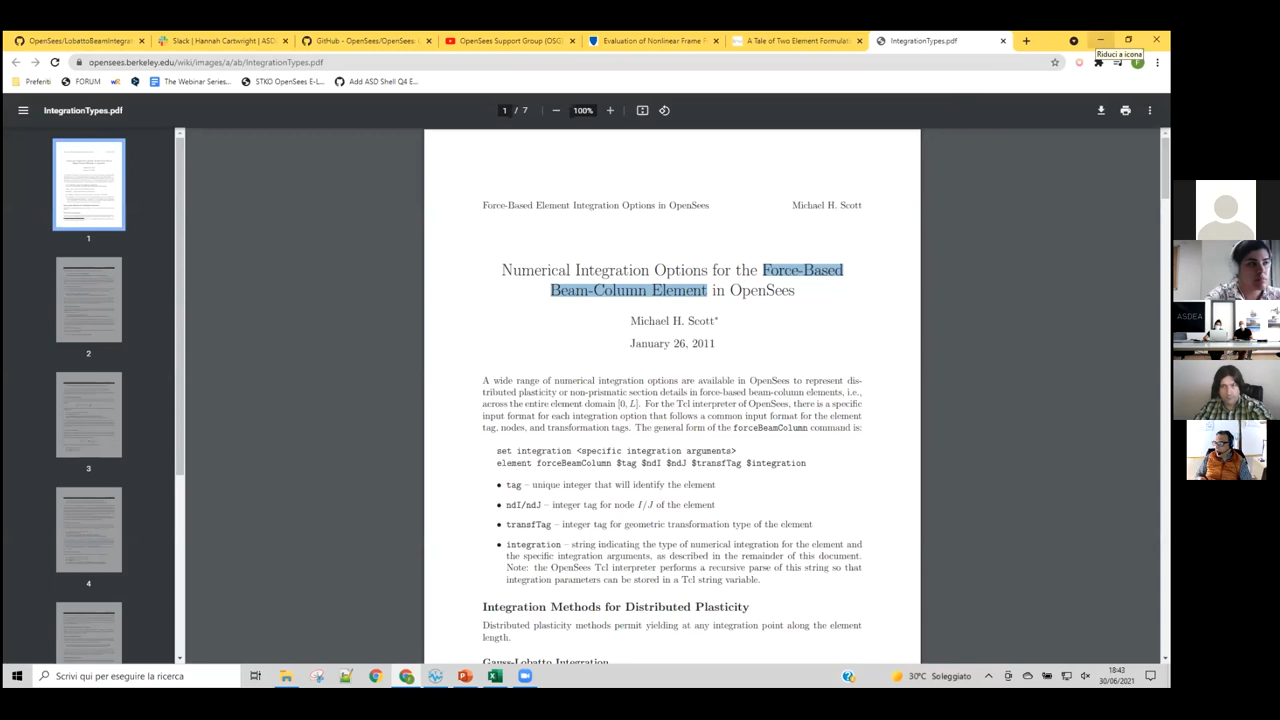 OpenSees/LobattoBeamIntegrat
Slack | Hannah Cartwright | ASD
GitHub - OpenSees/OpenSees: O
OpenSees Support Group (OSG)
Evaluation of Nonlinear Frame F
A Tale of Two Element Formulati
IntegrationTypes.pdf
Riduci a icona
opensees.berkeley.edu/wiki/images/a/ab/IntegrationTypes.pdf
Preferiti
FORUM
wR
The Webinar Series...
STKO OpenSees E-L...
Add ASD Shell Q4 E...
IntegrationTypes.pdf
1 / 7
100%
1
2
3
4
Force-Based Element Integration Options in OpenSees
Michael H. Scott
Numerical Integration Options for the Force-Based
Beam-Column Element in OpenSees
Michael H. Scott*
January 26, 2011
A wide range of numerical integration options are available in OpenSees to represent dis-
tributed plasticity or non-prismatic section details in force-based beam-column elements, i.e.,
across the entire element domain [0, L]. For the Tcl interpreter of OpenSees, there is a specific
input format for each integration option that follows a common input format for the element
tag, nodes, and transformation tags. The general form of the forceBeamColumn command is:
set integration <specific integration arguments>
element forceBeamColumn $tag $ndI $ndJ $transfTag $integration
• tag – unique integer that will identify the element
• ndI/ndJ – integer tag for node I/J of the element
• transfTag – integer tag for geometric transformation type of the element
• integration – string indicating the type of numerical integration for the element and
the specific integration arguments, as described in the remainder of this document.
Note: the OpenSees Tcl interpreter performs a recursive parse of this string so that
integration parameters can be stored in a Tcl string variable.
Integration Methods for Distributed Plasticity
Distributed plasticity methods permit yielding at any integration point along the element
length.
Gauss-Lobatto Integration
ASDEA
Scrivi qui per eseguire la ricerca
30°C Soleggiato
18:43
30/06/2021